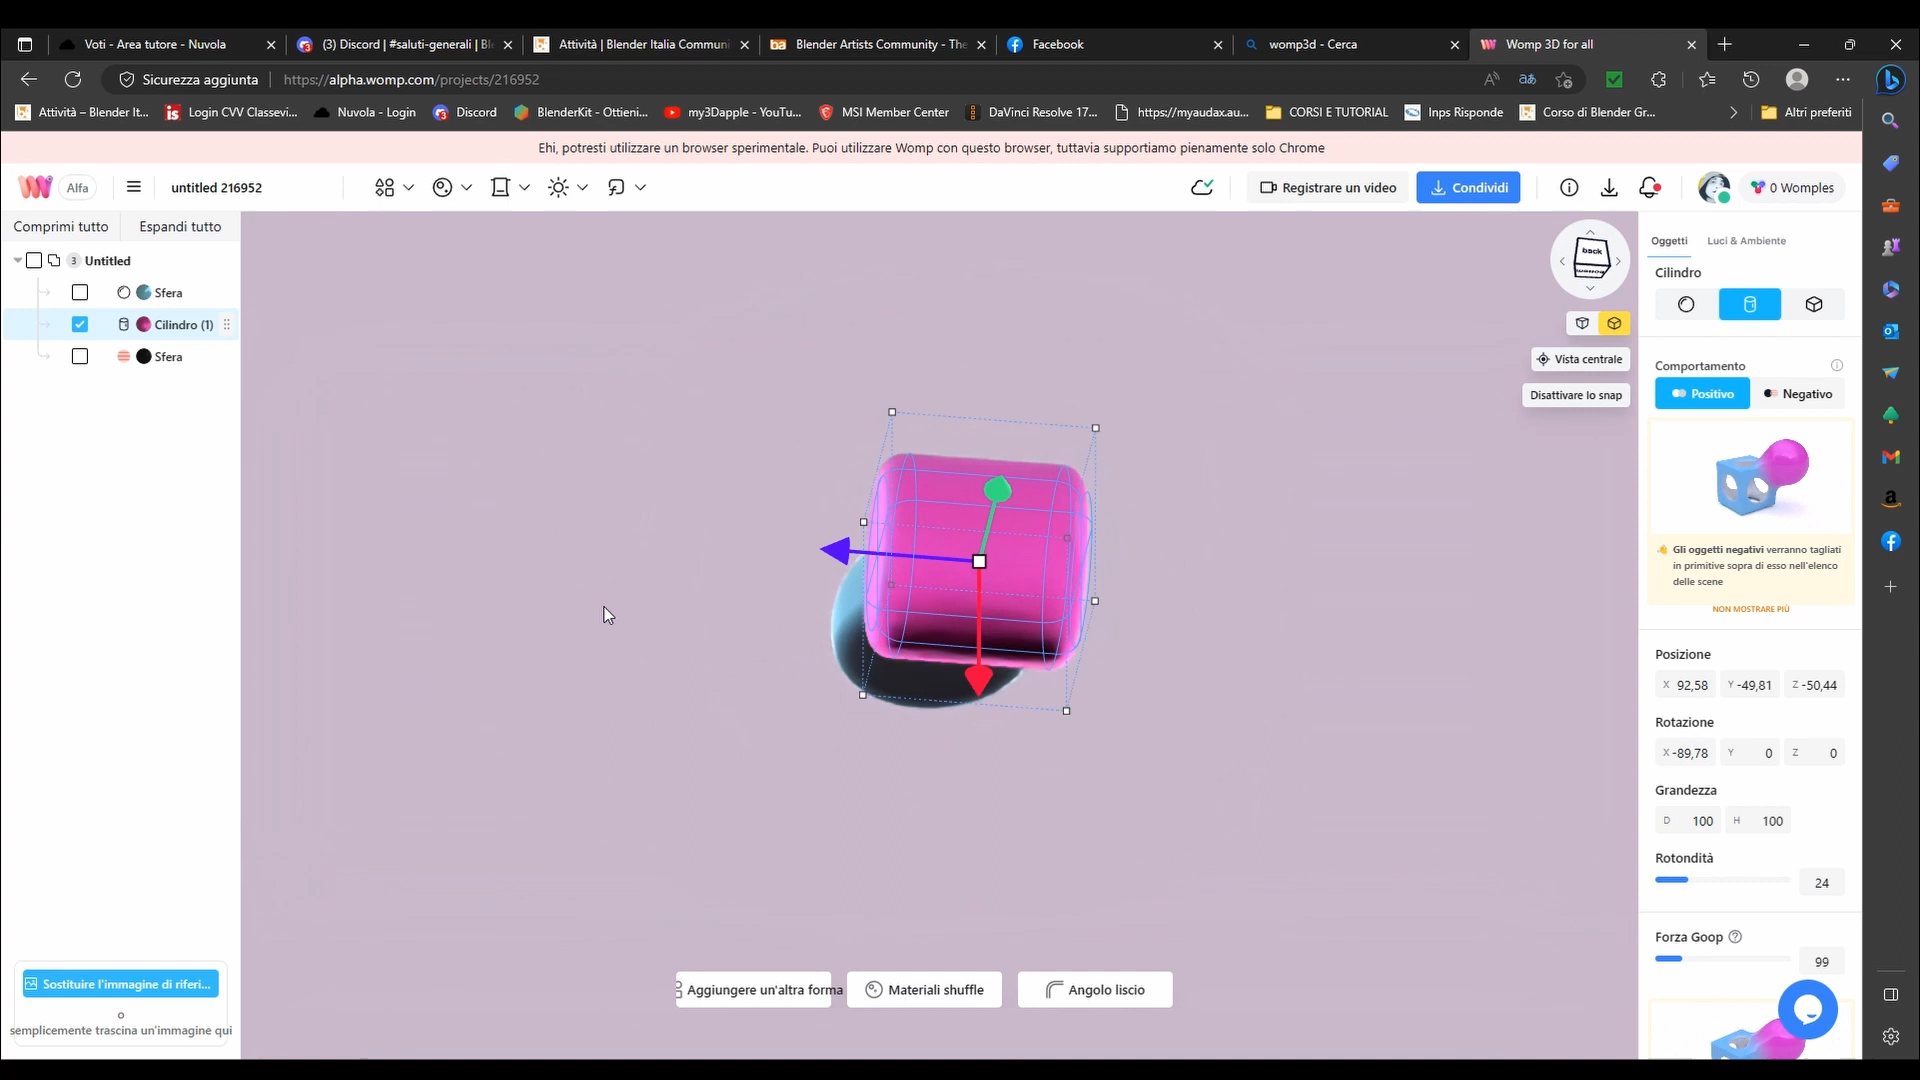 Voti - Area tutore - Nuvola
(3) Discord | #saluti-generali | Bl
Attività | Blender Italia Communi
Blender Artists Community - The
Facebook
womp3d - Cerca
Womp 3D for all
Sicurezza aggiunta
https://alpha.womp.com/projects/216952
Attività – Blender It...
Login CVV Classevi...
Nuvola - Login
Discord
BlenderKit - Ottieni...
my3Dapple - YouTu...
MSI Member Center
DaVinci Resolve 17...
https://myaudax.au...
CORSI E TUTORIAL
Inps Risponde
Corso di Blender Gr...
Altri preferiti
Ehi, potresti utilizzare un browser sperimentale. Puoi utilizzare Womp con questo browser, tuttavia supportiamo pienamente solo Chrome
Alfa
untitled 216952
Registrare un video
Condividi
0 Womples
Comprimi tutto
Espandi tutto
3 Untitled
Sfera
Cilindro (1)
Sfera
back
Vista centrale
Disattivare lo snap
Oggetti
Luci & Ambiente
Cilindro
Comportamento
Positivo
Negativo
Gli oggetti negativi verranno tagliati
in primitive sopra di esso nell'elenco
delle scene
NON MOSTRARE PIÙ
Posizione
X 92,58 Y -49,81 Z -50,44
Rotazione
X -89,78 Y 0 Z 0
Grandezza
D 100 H 100
Rotondità
24
Forza Goop
99
Sostituire l'immagine di riferi...
o
semplicemente trascina un'immagine qui
Aggiungere un'altra forma
Materiali shuffle
Angolo liscio